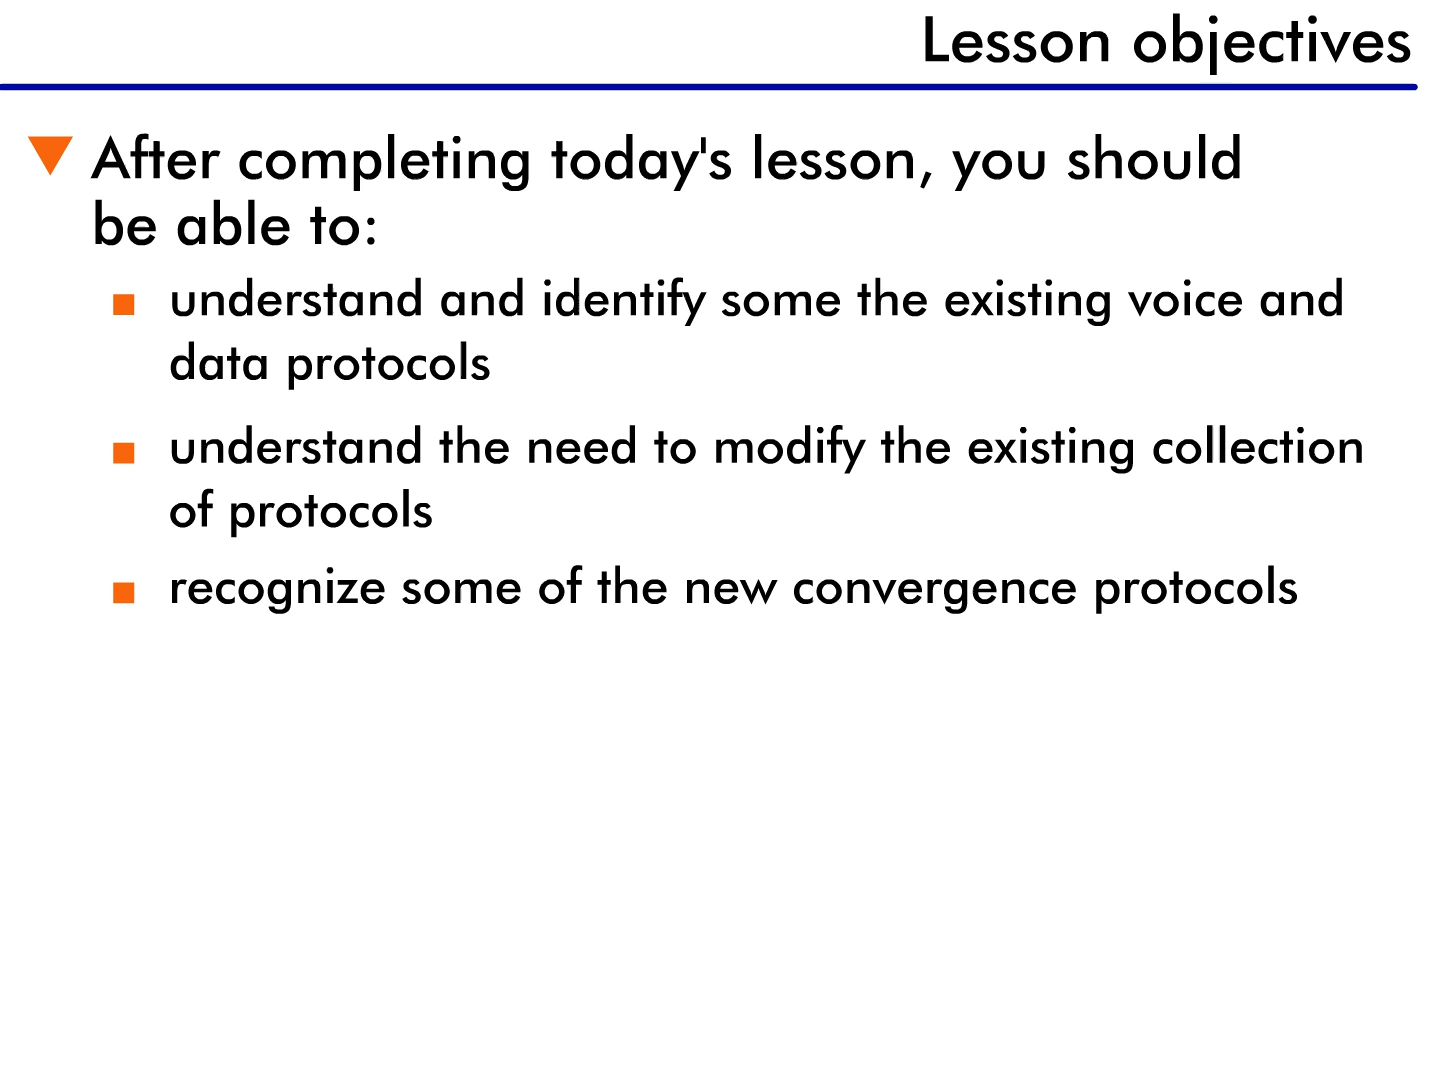 Lesson objectives
After completing today's lesson, you should
be able to:
understand and identify some the existing voice and
data protocols
understand the need to modify the existing collection
of protocols
recognize some of the new convergence protocols